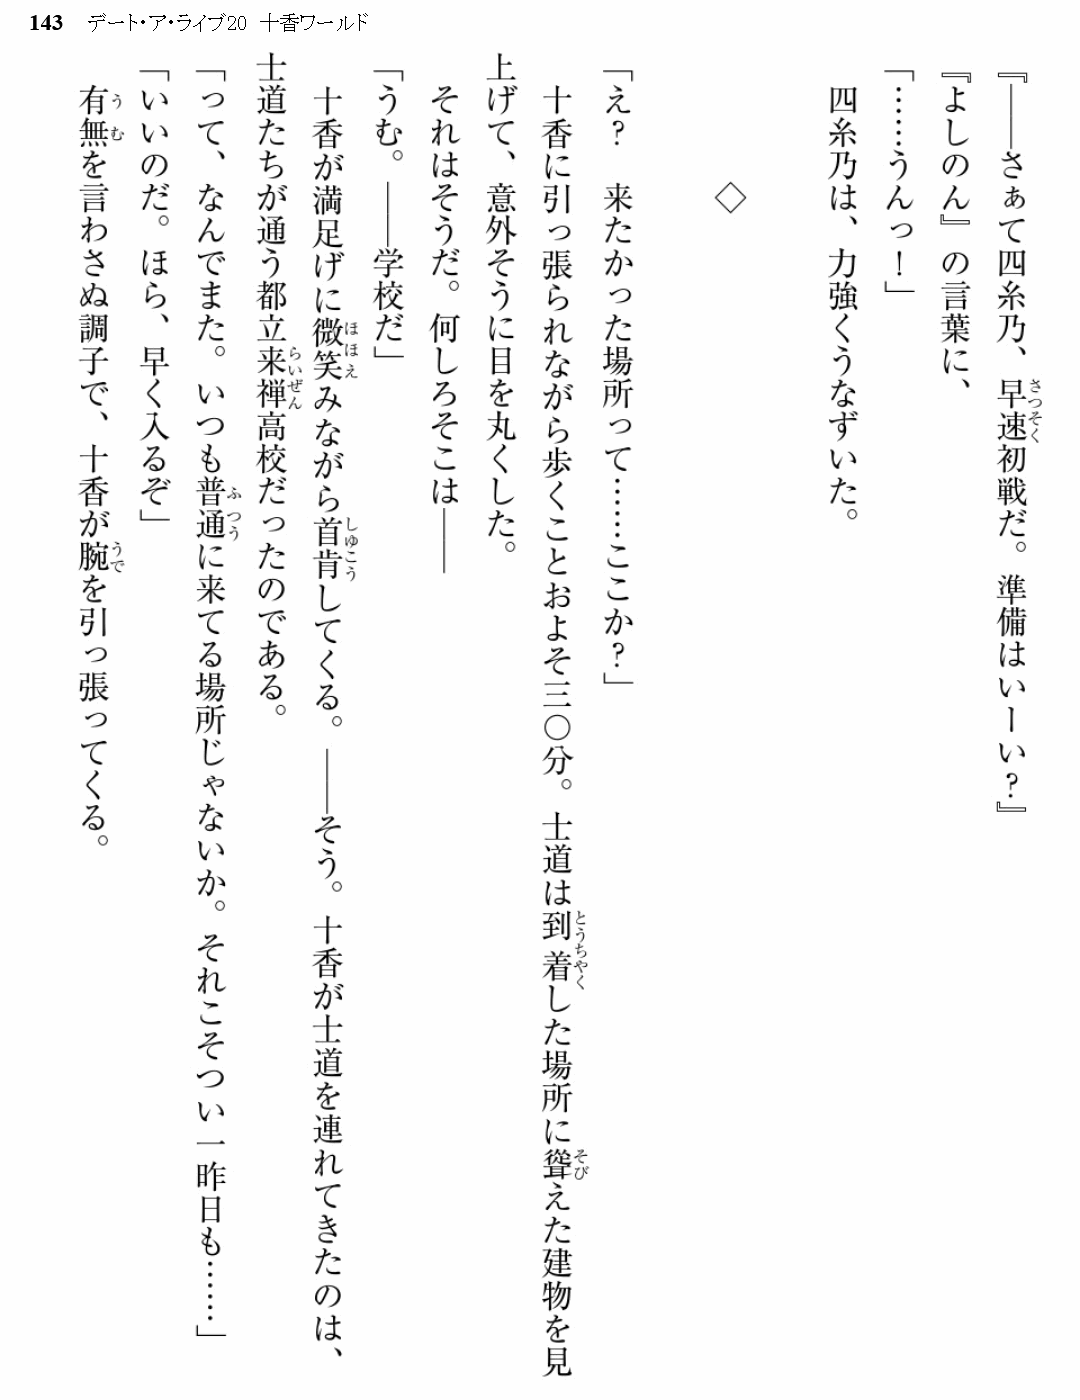 143 デート・ア・ライブ20 十香ワールド
『――さぁて四糸乃、早速初戦だ。準備はいーい?』
『よしのん』の言葉に、
「……うんっ!」
四糸乃は、力強くうなずいた。
◇
「え? 来たかった場所って……ここか?」
十香に引っ張られながら歩くことおよそ三〇分。士道は到着した場所に聳えた建物を見
上げて、意外そうに目を丸くした。
それはそうだ。何しろそこは――
「うむ。――学校だ」
十香が満足げに微笑みながら首肯してくる。――そう。十香が士道を連れてきたのは、
士道たちが通う都立来禅高校だったのである。
「って、なんでまた。いつも普通に来てる場所じゃないか。それこそつい一昨日も……」
「いいのだ。ほら、早く入るぞ」
有無を言わさぬ調子で、十香が腕を引っ張ってくる。